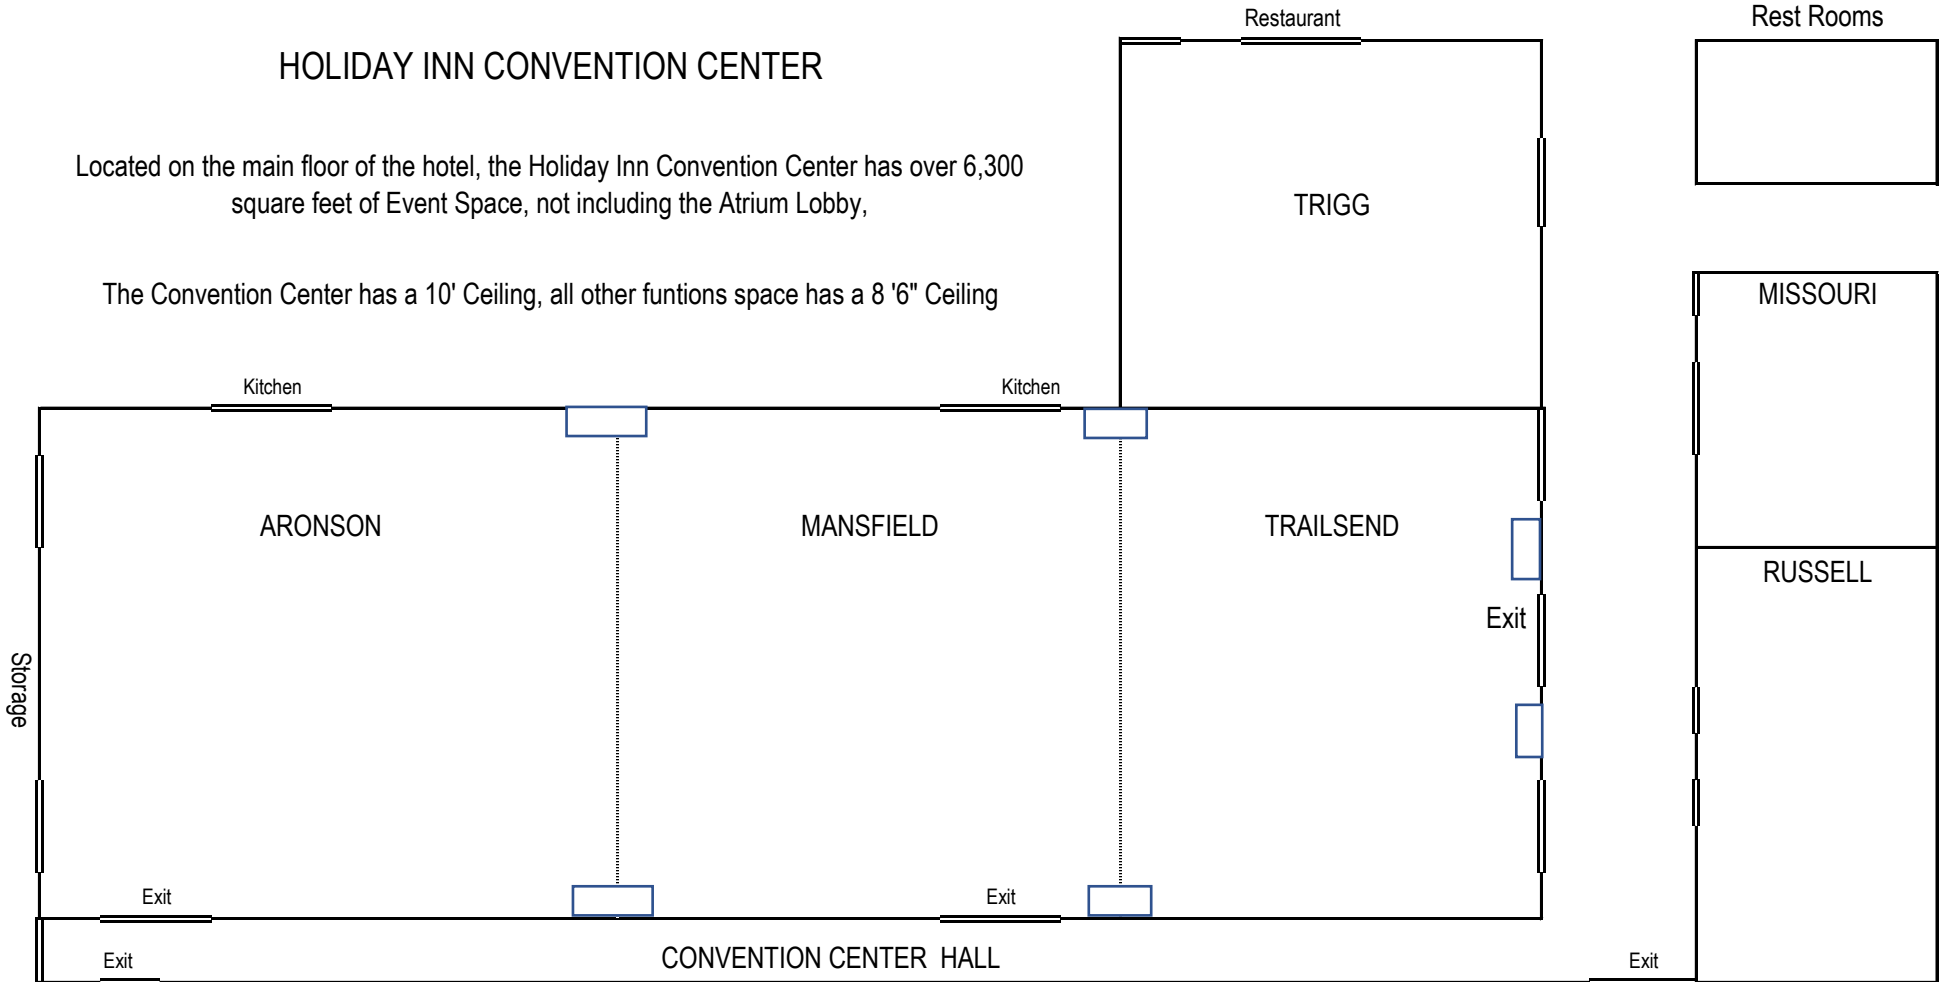 Restaurant
Rest Rooms
HOLIDAY INN CONVENTION CENTER
Located on the main floor of the hotel, the Holiday Inn Convention Center has over 6,300
square feet of Event Space, not including the Atrium Lobby,
TRIGG
The Convention Center has a 10' Ceiling, all other funtions space has a 8 '6" Ceiling
MISSOURI
Kitchen
Kitchen
ARONSON
MANSFIELD
TRAILSEND
RUSSELL
Exit
Storage
Exit
Exit
Exit
CONVENTION CENTER HALL
Exit